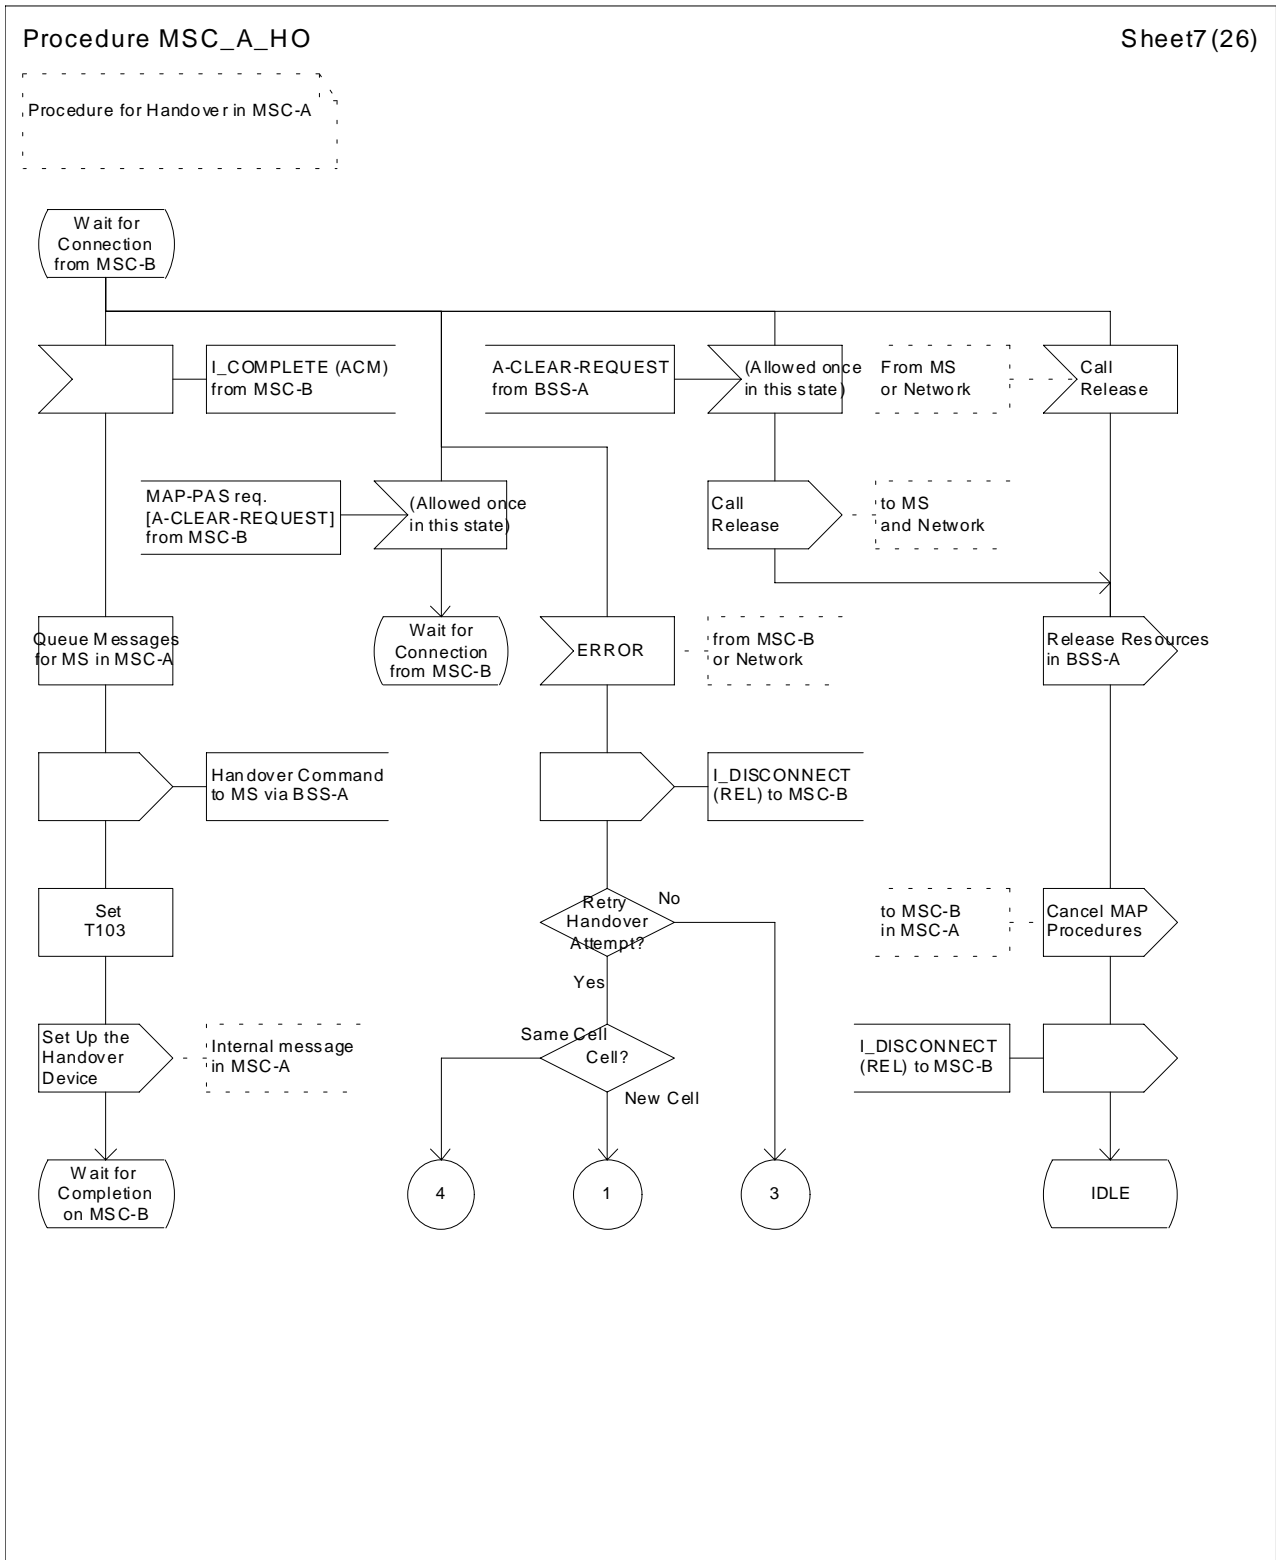 Procedure MSC_A_HO
Sheet7(26)
Procedure for Handover in MSC-A
Wait for
Connection
from MSC-B
I_COMPLETE (ACM)
from MSC-B
A-CLEAR-REQUEST
from BSS-A
(Allowed once
in this state)
From MS
or Network
Call
Release
MAP-PAS req.
[A-CLEAR-REQUEST]
from MSC-B
(Allowed once
in this state)
Call
Release
to MS
and Network
Queue Messages
for MS in MSC-A
Wait for
Connection
from MSC-B
ERROR
from MSC-B
or Network
Release Resources
in BSS-A
Handover Command
to MS via BSS-A
I_DISCONNECT
(REL) to MSC-B
Set
T103
Retry
Handover
Attempt?
No
Yes
to MSC-B
in MSC-A
Cancel MAP
Procedures
Set Up the
Handover
Device
Internal message
in MSC-A
Same Cell
Cell?
New Cell
I_DISCONNECT
(REL) to MSC-B
Wait for
Completion
on MSC-B
4
1
3
IDLE